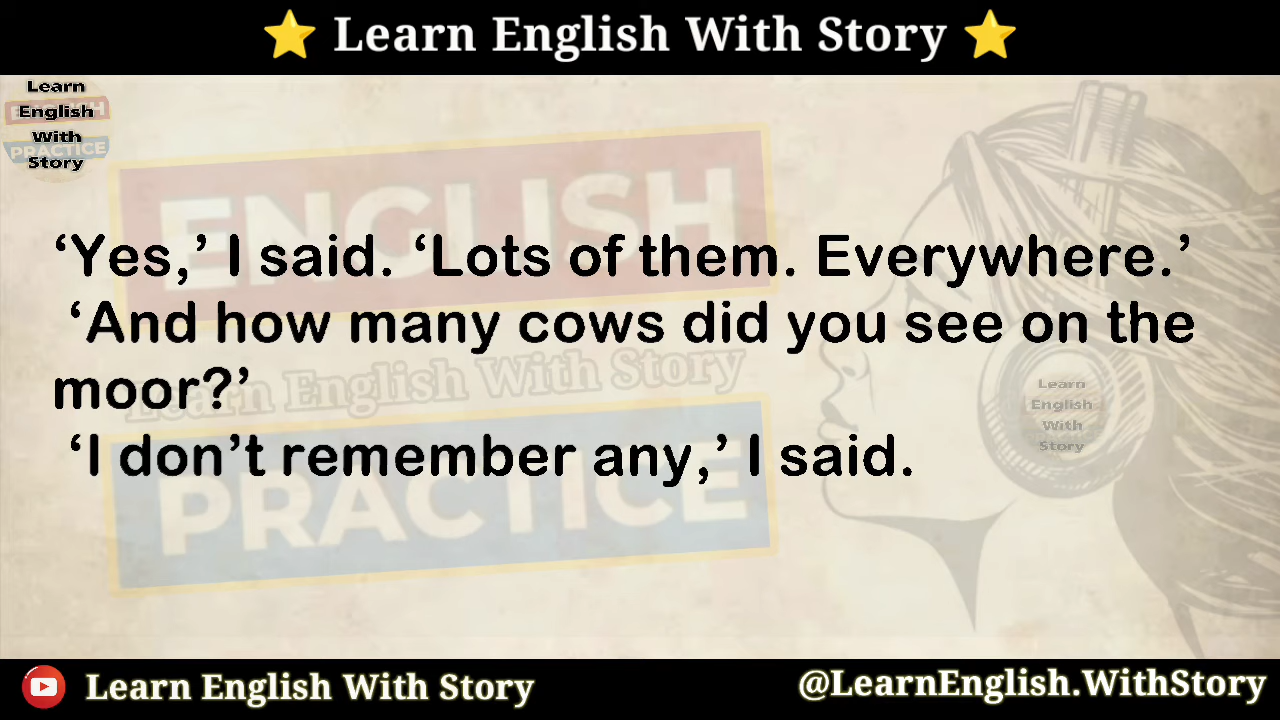 ⭐ Learn English With Story ⭐
Learn
English
With
Story
ENGLISH
PRACTICE
ENGLISH
‘Yes,’ I said. ‘Lots of them. Everywhere.’
‘And how many cows did you see on the
moor?’
Learn English With Story
‘I don’t remember any,’ I said.
PRACTICE
Learn
English
With
Story
Learn English With Story
@LearnEnglish.WithStory